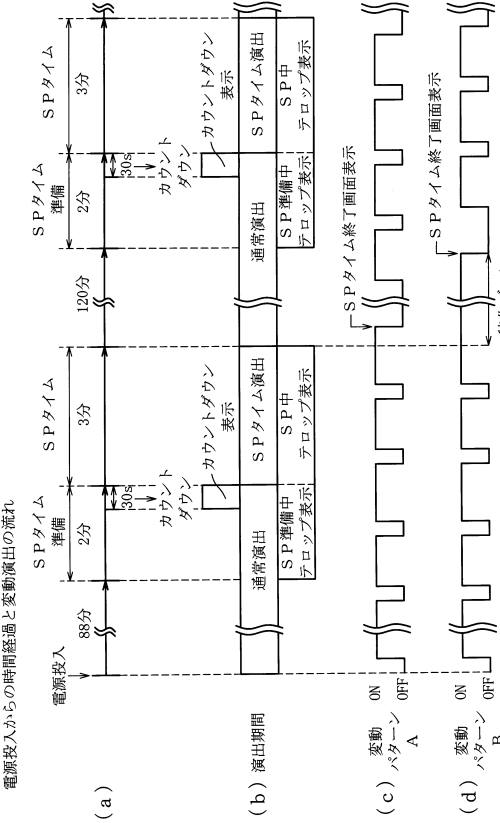 電源投入からの時間経過と変動演出の流れ
電源投入
(a)
88分
SPタイム
準備
2分
30s
カウント
ダウン
SPタイム
3分
120分
SPタイム
準備
2分
30s
カウント
ダウン
SPタイム
3分
(b) 演出期間
通常演出
カウントダウン
表示
SPタイム演出
SP準備中
テロップ表示
SP中
テロップ表示
通常演出
カウントダウン
表示
SPタイム演出
SP準備中
テロップ表示
SP中
テロップ表示
(c) 変動
パターン
A
ON
OFF
SPタイム終了画面表示
(d) 変動
パターン
B
ON
OFF
SPタイム終了画面表示